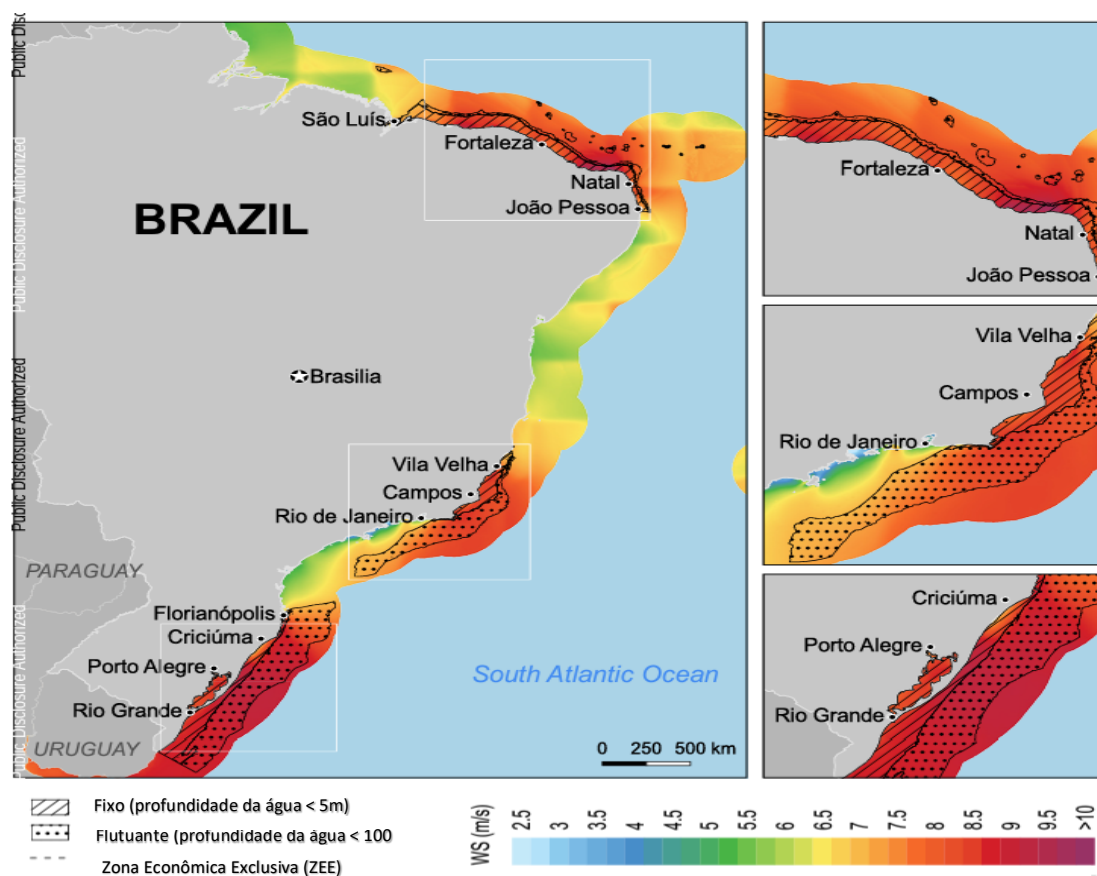 Public Disclosure Authorized
Public Disclosure Authorized
Public Disclosure Authorized
Public Disc
São Luís
Fortaleza
Natal
João Pessoa
BRAZIL
Brasilia
Vila Velha
Campos
Rio de Janeiro
PARAGUAY
Florianópolis
Criciúma
Porto Alegre
Rio Grande
URUGUAY
South Atlantic Ocean
0 250 500 km
Fortaleza
Natal
João Pessoa
Vila Velha
Campos
Rio de Janeiro
Criciúma
Porto Alegre
Rio Grande
Fixo (profundidade da água < 5m)
Flutuante (profundidade da água < 100
Zona Econômica Exclusiva (ZEE)
WS (m/s)
2.5 3 3.5 4 4.5 5 5.5 6 6.5 7 7.5 8 8.5 9 9.5 >10